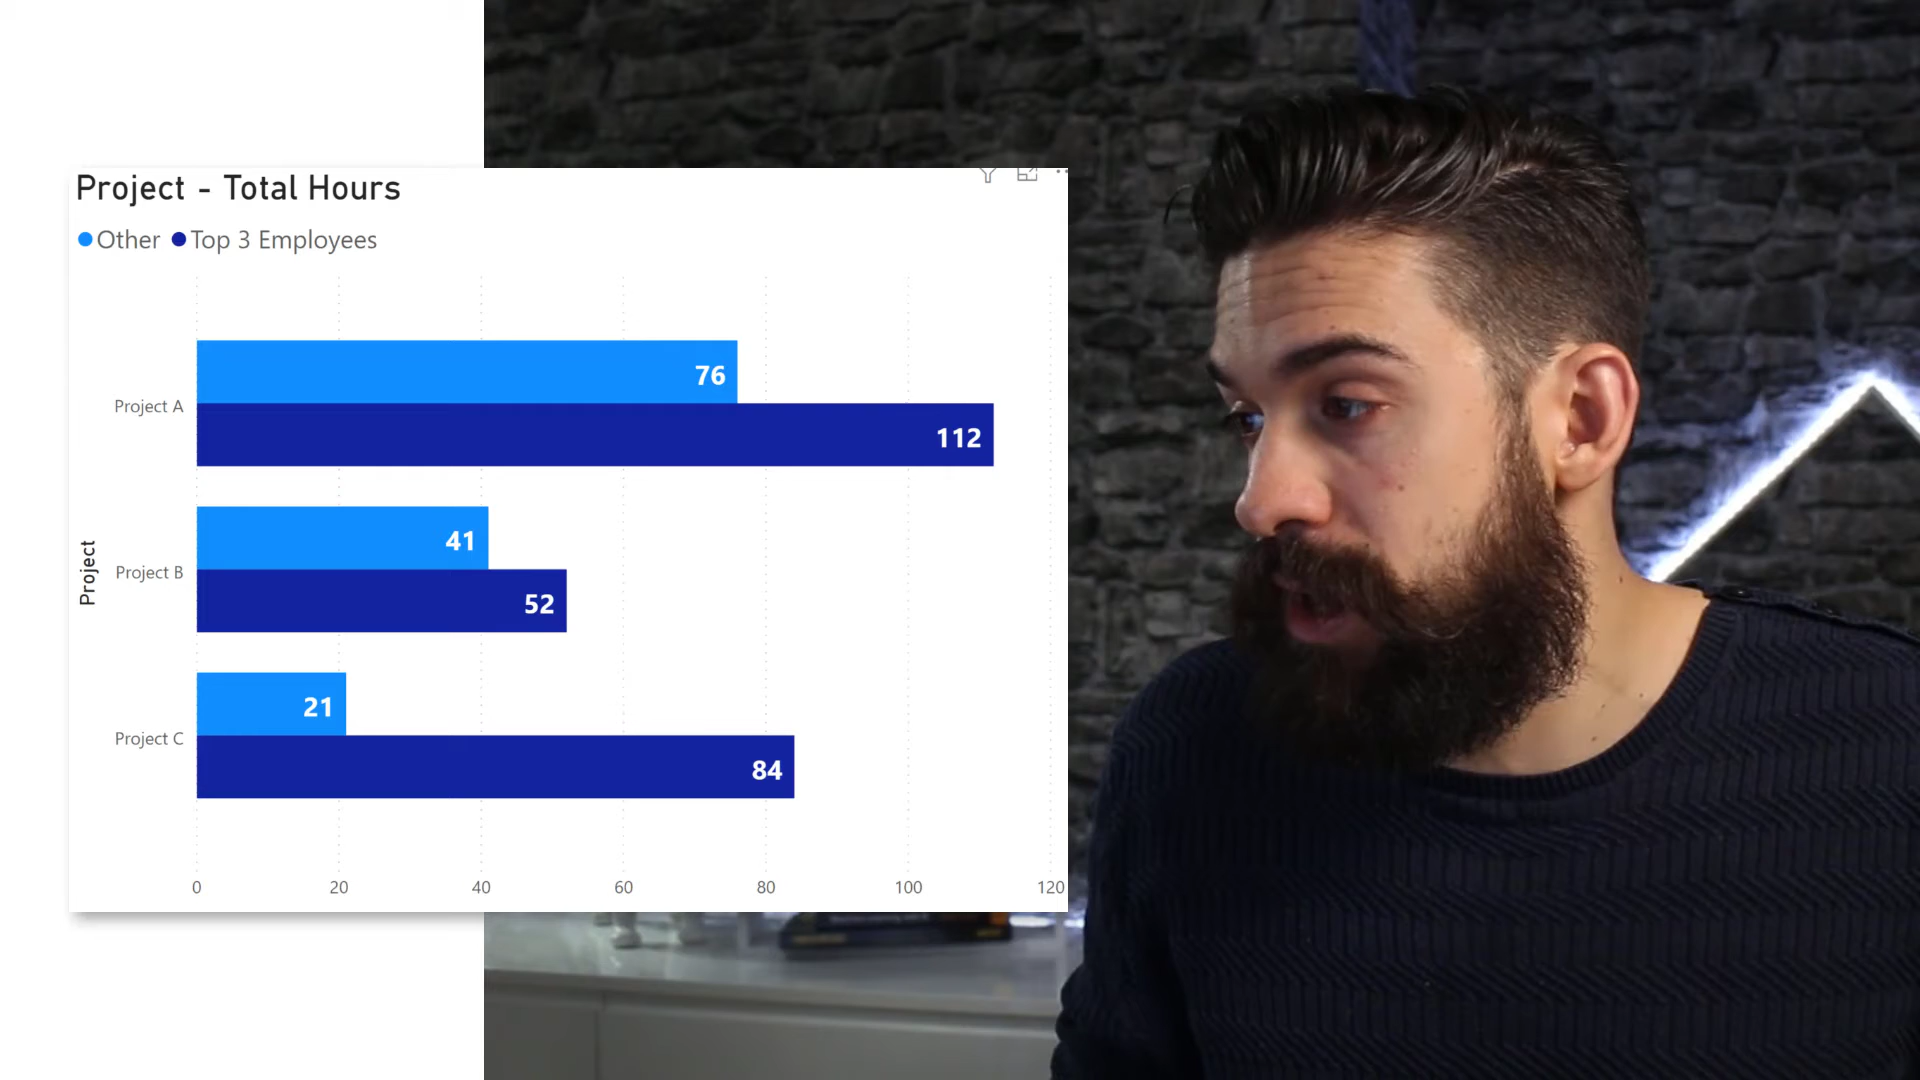 Project - Total Hours
Other Top 3 Employees
Project
Project A
76
112
Project B
41
52
Project C
21
84
0 20 40 60 80 100 120